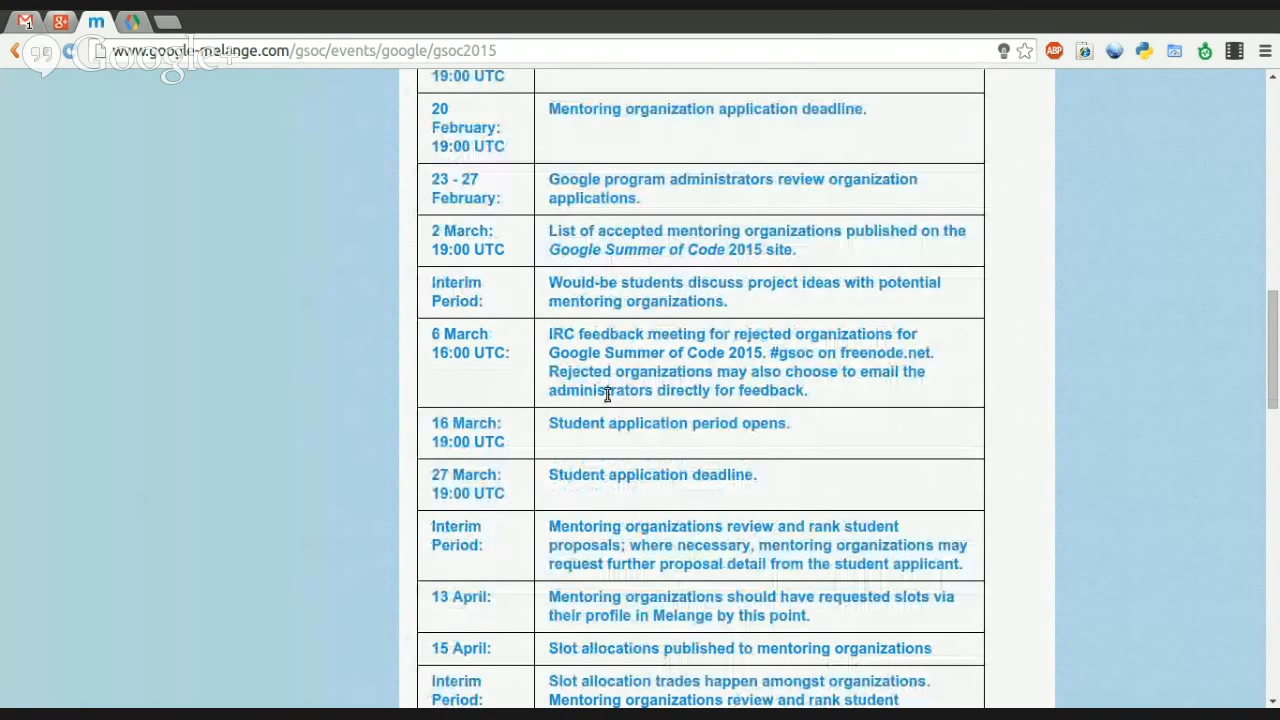 1
m
Google+
www.google-melange.com/gsoc/events/google/gsoc2015
ABP
19:00 UTC
20
February:
19:00 UTC
Mentoring organization application deadline.
23 - 27
February:
Google program administrators review organization
applications.
2 March:
19:00 UTC
List of accepted mentoring organizations published on the
Google Summer of Code 2015 site.
Interim
Period:
Would-be students discuss project ideas with potential
mentoring organizations.
6 March
16:00 UTC:
IRC feedback meeting for rejected organizations for
Google Summer of Code 2015. #gsoc on freenode.net.
Rejected organizations may also choose to email the
administrators directly for feedback.
16 March:
19:00 UTC
Student application period opens.
27 March:
19:00 UTC
Student application deadline.
Interim
Period:
Mentoring organizations review and rank student
proposals; where necessary, mentoring organizations may
request further proposal detail from the student applicant.
13 April:
Mentoring organizations should have requested slots via
their profile in Melange by this point.
15 April:
Slot allocations published to mentoring organizations
Interim
Period:
Slot allocation trades happen amongst organizations.
Mentoring organizations review and rank student